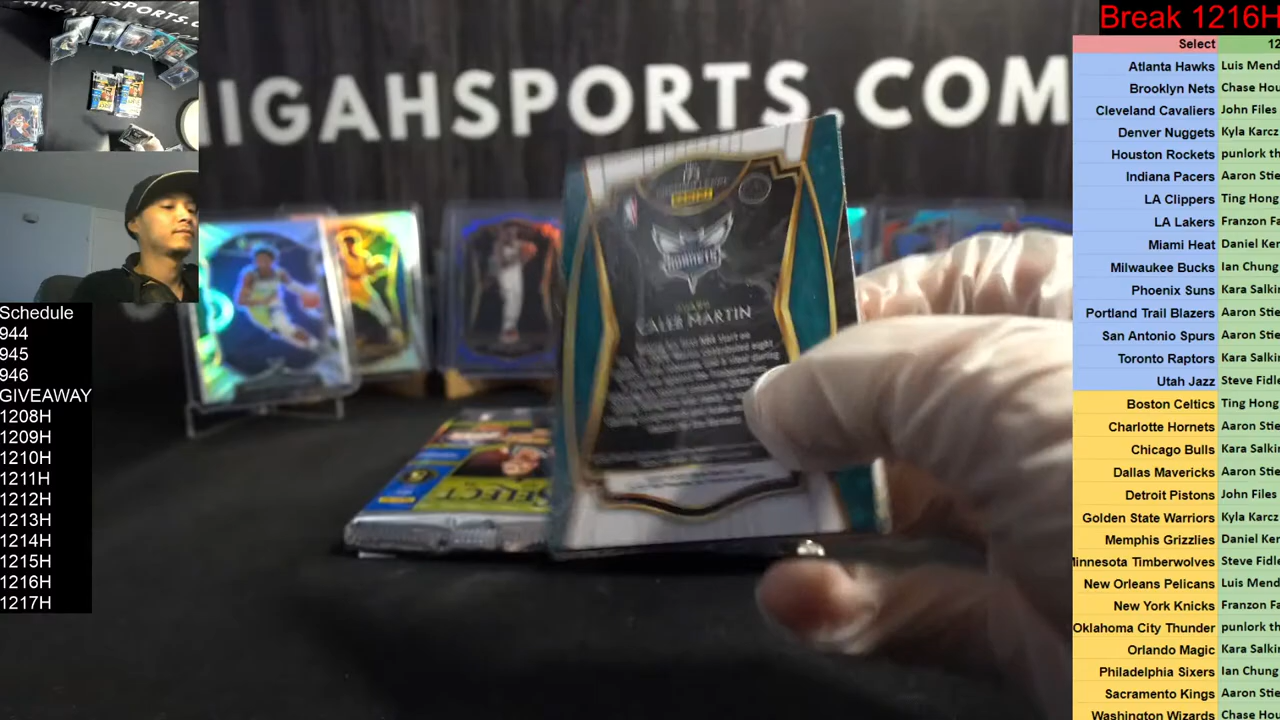 Break 1216H
Select 12
Atlanta Hawks Luis Mend
Brooklyn Nets Chase Hou
Cleveland Cavaliers John Files
Denver Nuggets Kyla Karcz
Houston Rockets punlork th
Indiana Pacers Aaron Stie
LA Clippers Ting Hong
LA Lakers Franzon Fa
Miami Heat Daniel Ker
Milwaukee Bucks Ian Chung
Phoenix Suns Kara Salkin
Portland Trail Blazers Aaron Stie
San Antonio Spurs Aaron Stie
Toronto Raptors Kara Salkin
Utah Jazz Steve Fidle
Boston Celtics Ting Hong
Charlotte Hornets Aaron Stie
Chicago Bulls Kara Salkin
Dallas Mavericks Aaron Stie
Detroit Pistons John Files
Golden State Warriors Kyla Karcz
Memphis Grizzlies Daniel Ker
innesota Timberwolves Steve Fidle
New Orleans Pelicans Luis Mend
New York Knicks Franzon Fa
Oklahoma City Thunder punlork th
Orlando Magic Kara Salkin
Philadelphia Sixers Ian Chung
Sacramento Kings Aaron Stie
Washington Wizards Chase Hou
Schedule
944
945
946
GIVEAWAY
1208H
1209H
1210H
1211H
1212H
1213H
1214H
1215H
1216H
1217H
HIGAHSPORTS.COM
PORTS.CO
HORNETS
CALEB MARTIN
SELECT